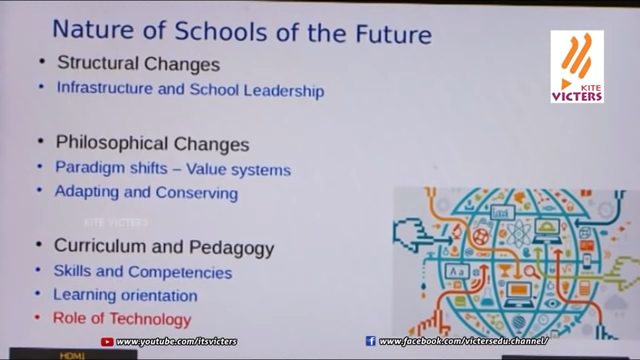 Nature of Schools of the Future
• Structural Changes
• Infrastructure and School Leadership
KITE
VICTERS
• Philosophical Changes
• Paradigm shifts – Value systems
• Adapting and Conserving
KITE VICTERS
• Curriculum and Pedagogy
• Skills and Competencies
• Learning orientation
• Role of Technology
Aa
www.youtube.com/itsvicters
www.facebook.com/victersedu.channel/
HDMI